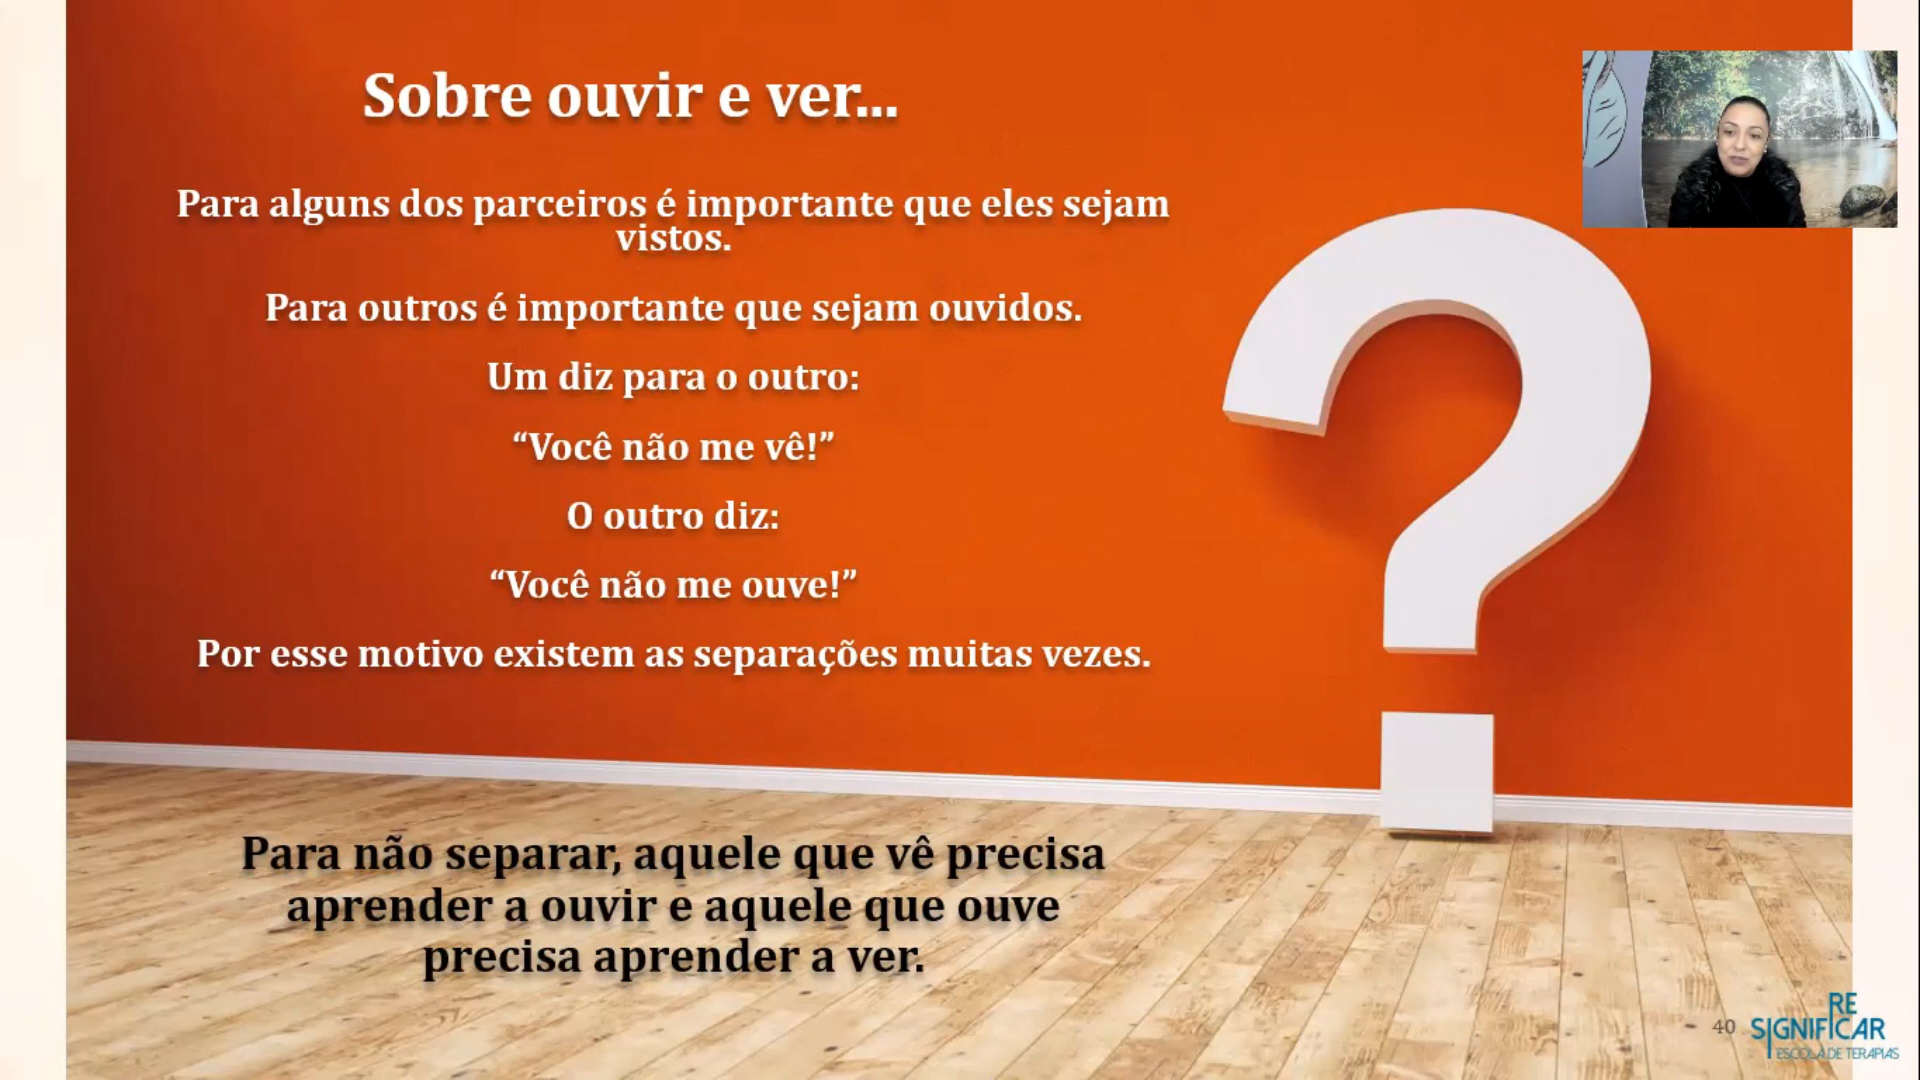 Sobre ouvir e ver...
Para alguns dos parceiros é importante que eles sejam
vistos.
Para outros é importante que sejam ouvidos.
Um diz para o outro:
“Você não me vê!”
O outro diz:
“Você não me ouve!”
Por esse motivo existem as separações muitas vezes.
Para não separar, aquele que vê precisa
aprender a ouvir e aquele que ouve
precisa aprender a ver.
40
RE
SIGNIFICAR
ESCOLA DE TERAPIAS